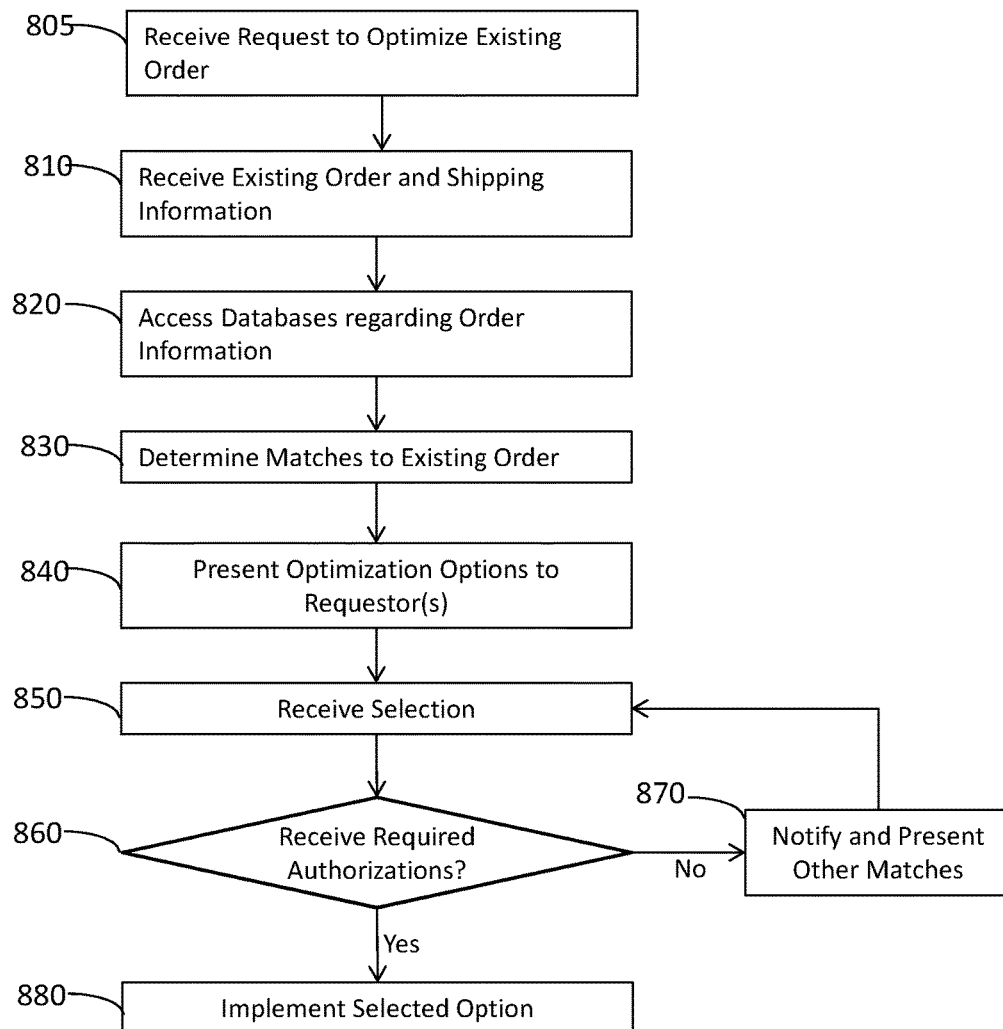 805
Receive Request to Optimize Existing
Order
810
Receive Existing Order and Shipping
Information
820
Access Databases regarding Order
Information
830
Determine Matches to Existing Order
840
Present Optimization Options to
Requestor(s)
850
Receive Selection
860
Receive Required
Authorizations?
No
870
Notify and Present
Other Matches
Yes
880
Implement Selected Option